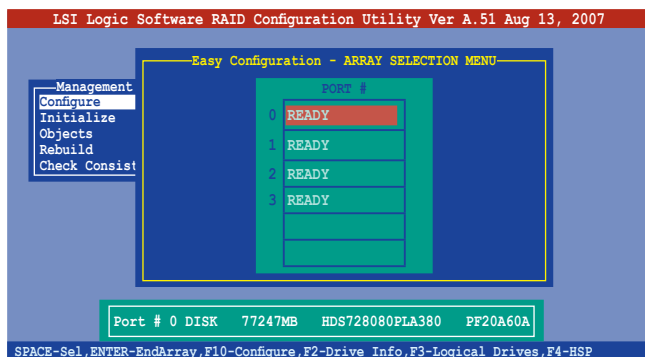 LSI Logic Software RAID Configuration Utility Ver A.51 Aug 13, 2007
Easy Configuration - ARRAY SELECTION MENU
Management
Configure
Initialize
Objects
Rebuild
Check Consist
PORT #
0 READY
1 READY
2 READY
3 READY
Port # 0 DISK 77247MB HDS728080PLA380 PF20A60A
SPACE-Sel,ENTER-EndArray,F10-Configure,F2-Drive Info,F3-Logical Drives,F4-HSP